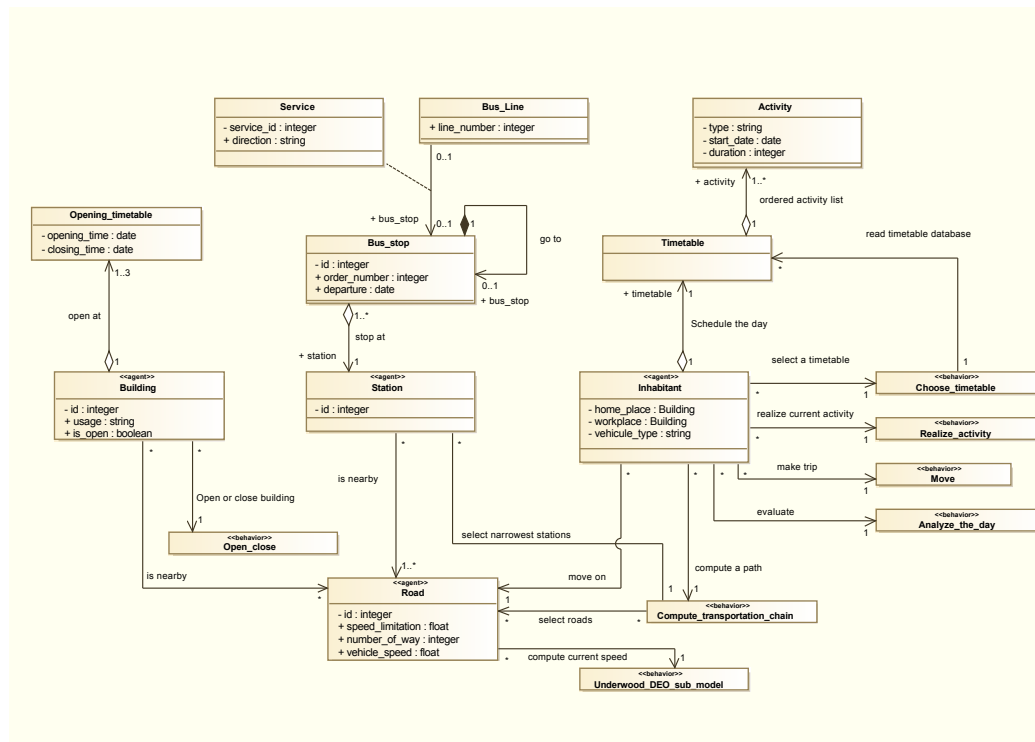 Service
- service_id : integer
+ direction : string
Bus_Line
+ line_number : integer
0..1
+ bus_stop
0..1
Activity
- type : string
- start_date : date
- duration : integer
+ activity
1..*
ordered activity list
Opening_timetable
- opening_time : date
- closing_time : date
1..3
open at
1
Bus_stop
- id : integer
+ order_number : integer
+ departure : date
1
go to
0..1
+ bus_stop
1..*
stop at
+ station
1
Timetable
read timetable database
*
+ timetable
1
Schedule the day
1
1
<<agent>>
Building
- id : integer
+ usage : string
+ is_open : boolean
*
*
Open or close building
1
<<behavior>>
Open_close
is nearby
*
<<agent>>
Station
- id : integer
*
*
is nearby
1..*
select narrowest stations
1
<<agent>>
Inhabitant
- home_place : Building
- workplace : Building
- vehicule_type : string
select a timetable
*
1
<<behavior>>
Choose_timetable
realize current activity
*
1
<<behavior>>
Realize_activity
make trip
*
1
<<behavior>>
Move
evaluate
*
1
<<behavior>>
Analyze_the_day
*
move on
1
*
compute a path
1
<<behavior>>
Compute_transportation_chain
*
select roads
*
<<agent>>
Road
- id : integer
+ speed_limitation : float
+ number_of_way : integer
+ vehicle_speed : float
*
compute current speed
1
<<behavior>>
Underwood_DEO_sub_model